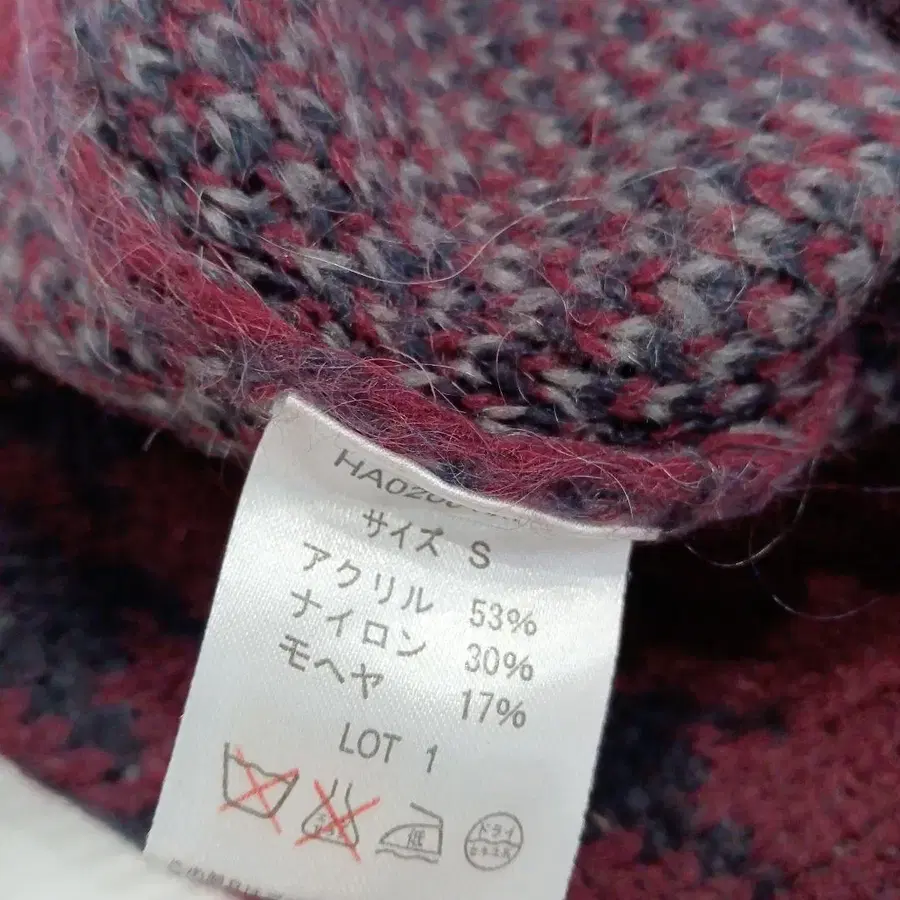 サイズ S
アクリル 53%
ナイロン 30%
モヘヤ 17%
LOT 1
低
ドライ